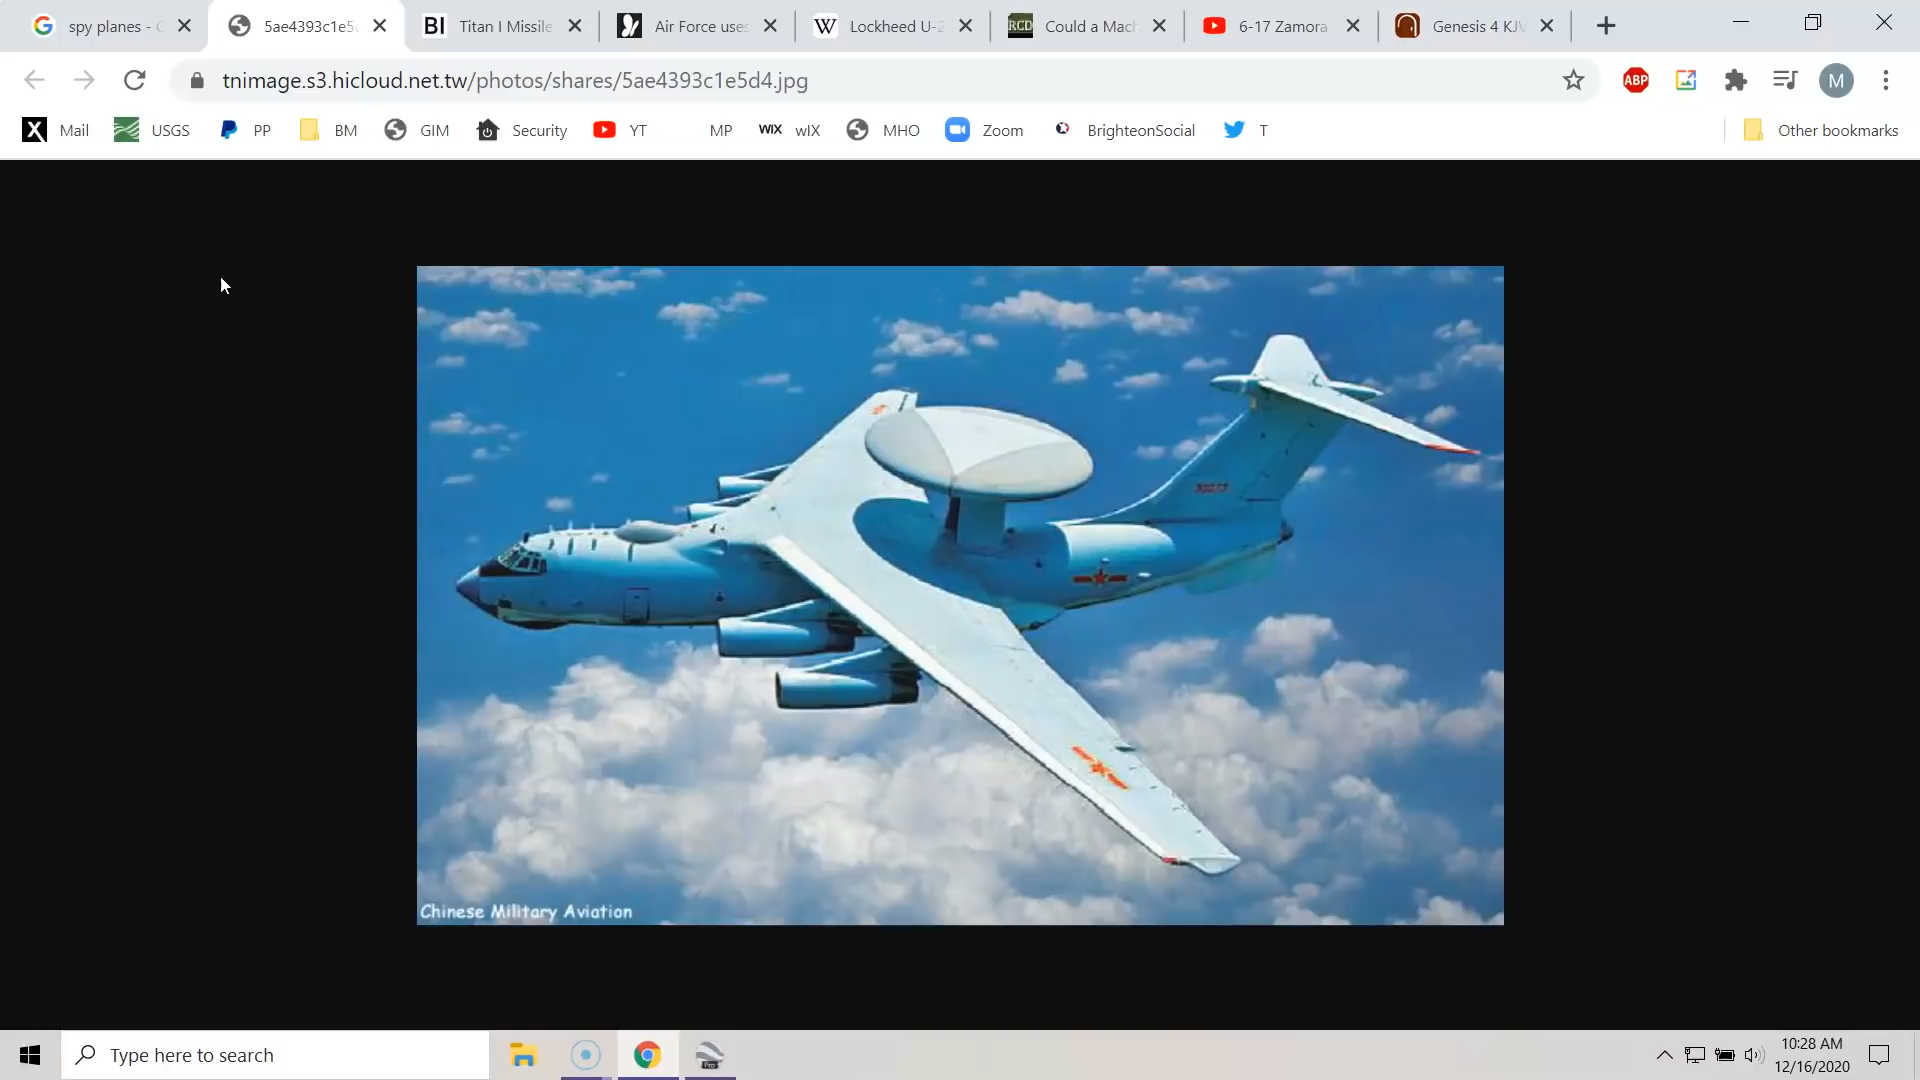 spy planes - G
5ae4393c1e5d
BI
Titan I Missile
Air Force uses
W
Lockheed U-2
RCD
Could a Mach
6-17 Zamora
Genesis 4 KJV
tnimage.s3.hicloud.net.tw/photos/shares/5ae4393c1e5d4.jpg
ABP
M
X
Mail
USGS
PP
BM
GIM
Security
YT
MP
WIX
wIX
MHO
Zoom
BrighteonSocial
T
Other bookmarks
Chinese Military Aviation
Type here to search
10:28 AM
12/16/2020